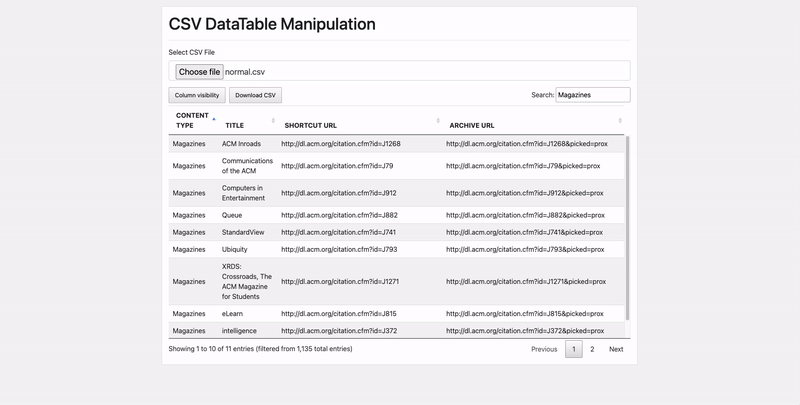 CSV DataTable Manipulation
Select CSV File
Choose file normal.csv
Column visibility Download CSV Search: Magazines
CONTENT
TYPE TITLE SHORTCUT URL ARCHIVE URL
Magazines ACM Inroads http://dl.acm.org/citation.cfm?id=J1268 http://dl.acm.org/citation.cfm?id=J1268&picked=prox
Communications
Magazines of the ACM http://dl.acm.org/citation.cfm?id=J79 http://dl.acm.org/citation.cfm?id=J79&picked=prox
Computers in
Magazines Entertainment http://dl.acm.org/citation.cfm?id=J912 http://dl.acm.org/citation.cfm?id=J912&picked=prox
Magazines Queue http://dl.acm.org/citation.cfm?id=J882 http://dl.acm.org/citation.cfm?id=J882&picked=prox
Magazines StandardView http://dl.acm.org/citation.cfm?id=J741 http://dl.acm.org/citation.cfm?id=J741&picked=prox
Magazines Ubiquity http://dl.acm.org/citation.cfm?id=J793 http://dl.acm.org/citation.cfm?id=J793&picked=prox
XRDS:
Crossroads, The
Magazines ACM Magazine http://dl.acm.org/citation.cfm?id=J1271 http://dl.acm.org/citation.cfm?id=J1271&picked=prox
for Students
Magazines eLearn http://dl.acm.org/citation.cfm?id=J815 http://dl.acm.org/citation.cfm?id=J815&picked=prox
Magazines intelligence http://dl.acm.org/citation.cfm?id=J372 http://dl.acm.org/citation.cfm?id=J372&picked=prox
Showing 1 to 10 of 11 entries (filtered from 1,135 total entries) Previous 1 2 Next